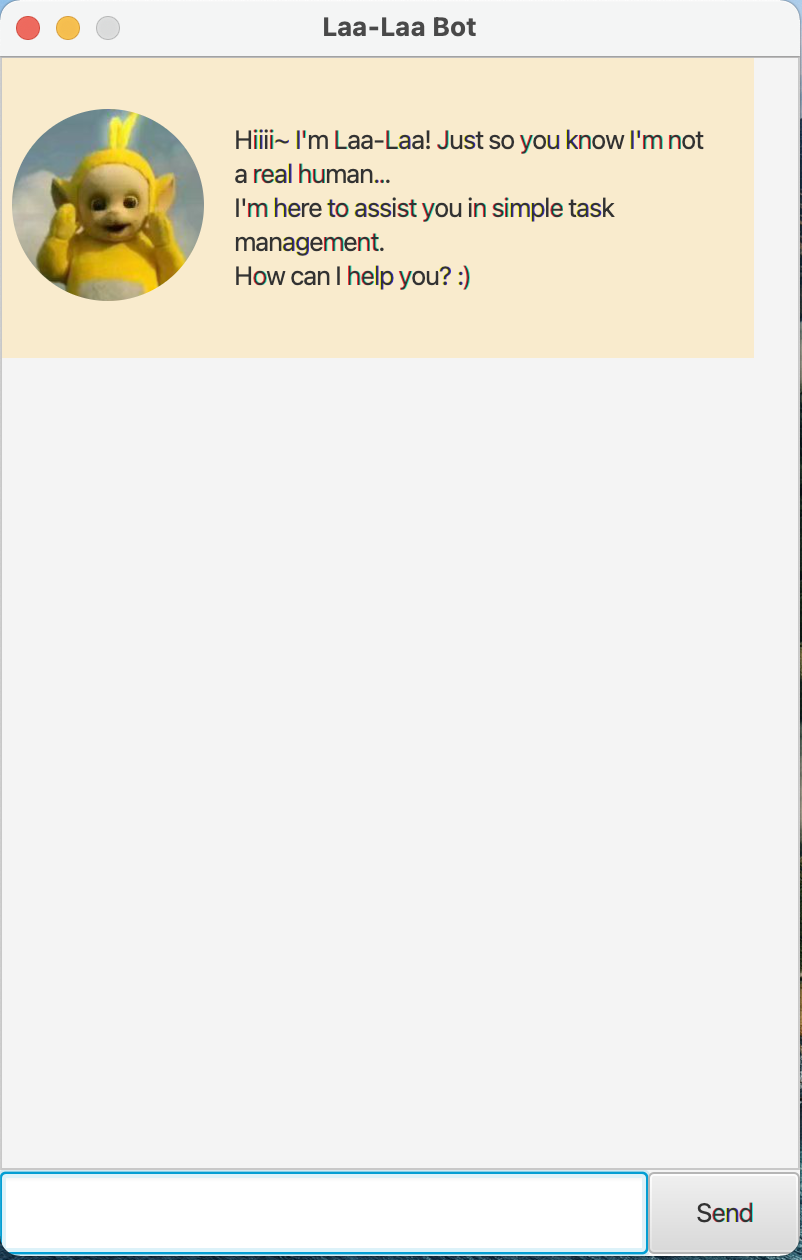 Laa-Laa Bot
Hiiii~ I'm Laa-Laa! Just so you know I'm not
a real human...
I'm here to assist you in simple task
management.
How can I help you? :)
Send